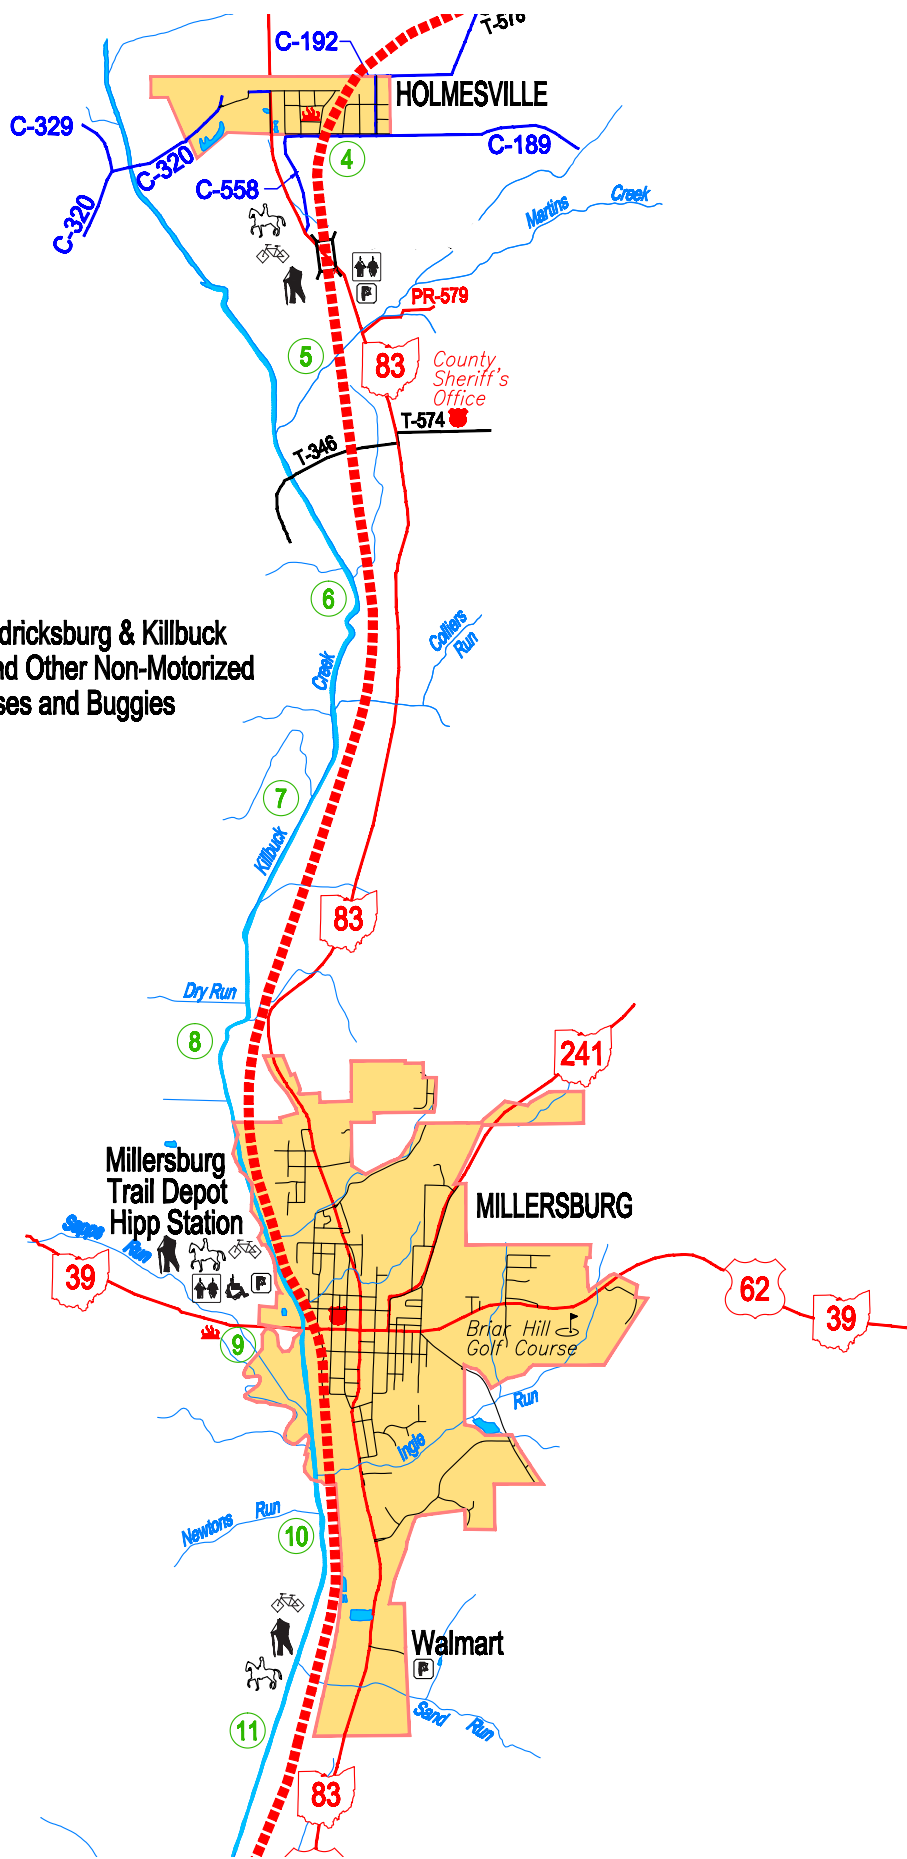 T-576
C-192
HOLMESVILLE
C-329
C-320
C-320
4
C-189
C-558
Martins Creek
P
PR-579
5
83
County
Sheriff's
Office
T-574
T-346
6
dricksburg & Killbuck
nd Other Non-Motorized
ses and Buggies
Colliers
Run
Creek
7
Killbuck
83
Dry Run
8
241
Millersburg
Trail Depot
Hipp Station
MILLERSBURG
Sapps Run
P
39
62
39
9
Briar Hill
Golf Course
Run
Ingle
Newtons Run
10
Walmart
P
Sand Run
11
83